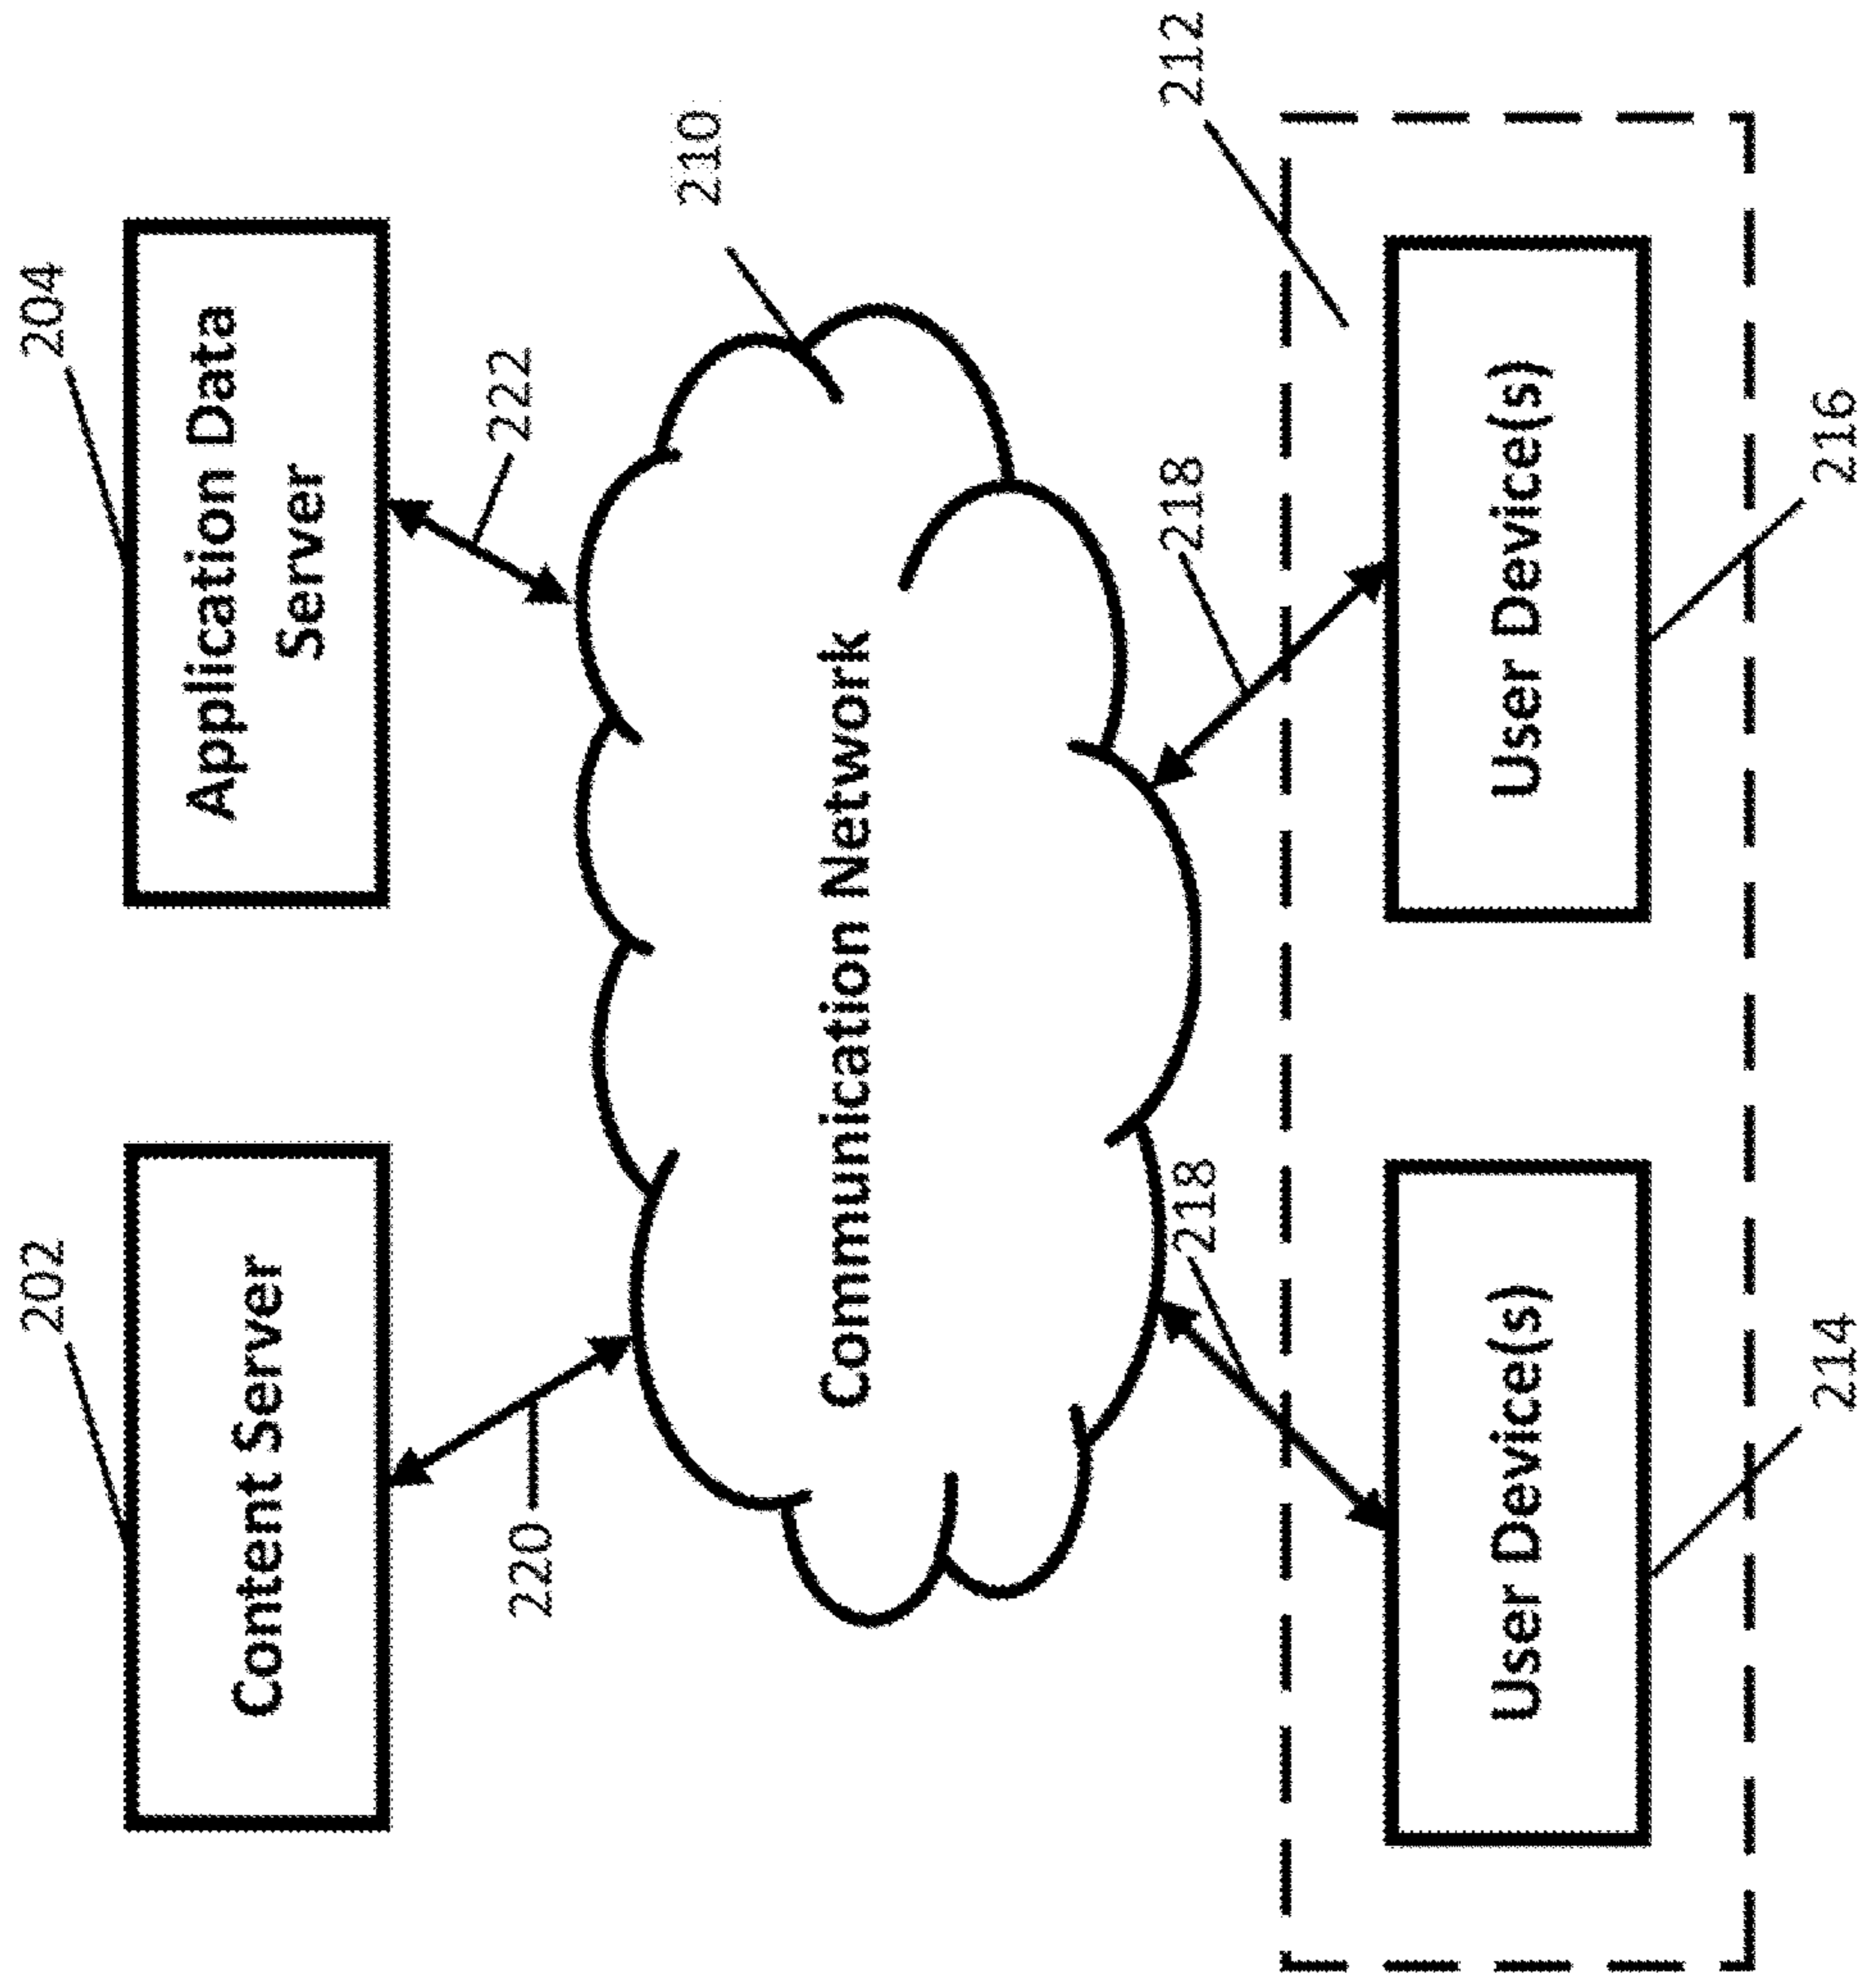 202
204
Content Server
Application Data
Server
220
222
210
Communication Network
218
218
212
User Device(s)
User Device(s)
214
216